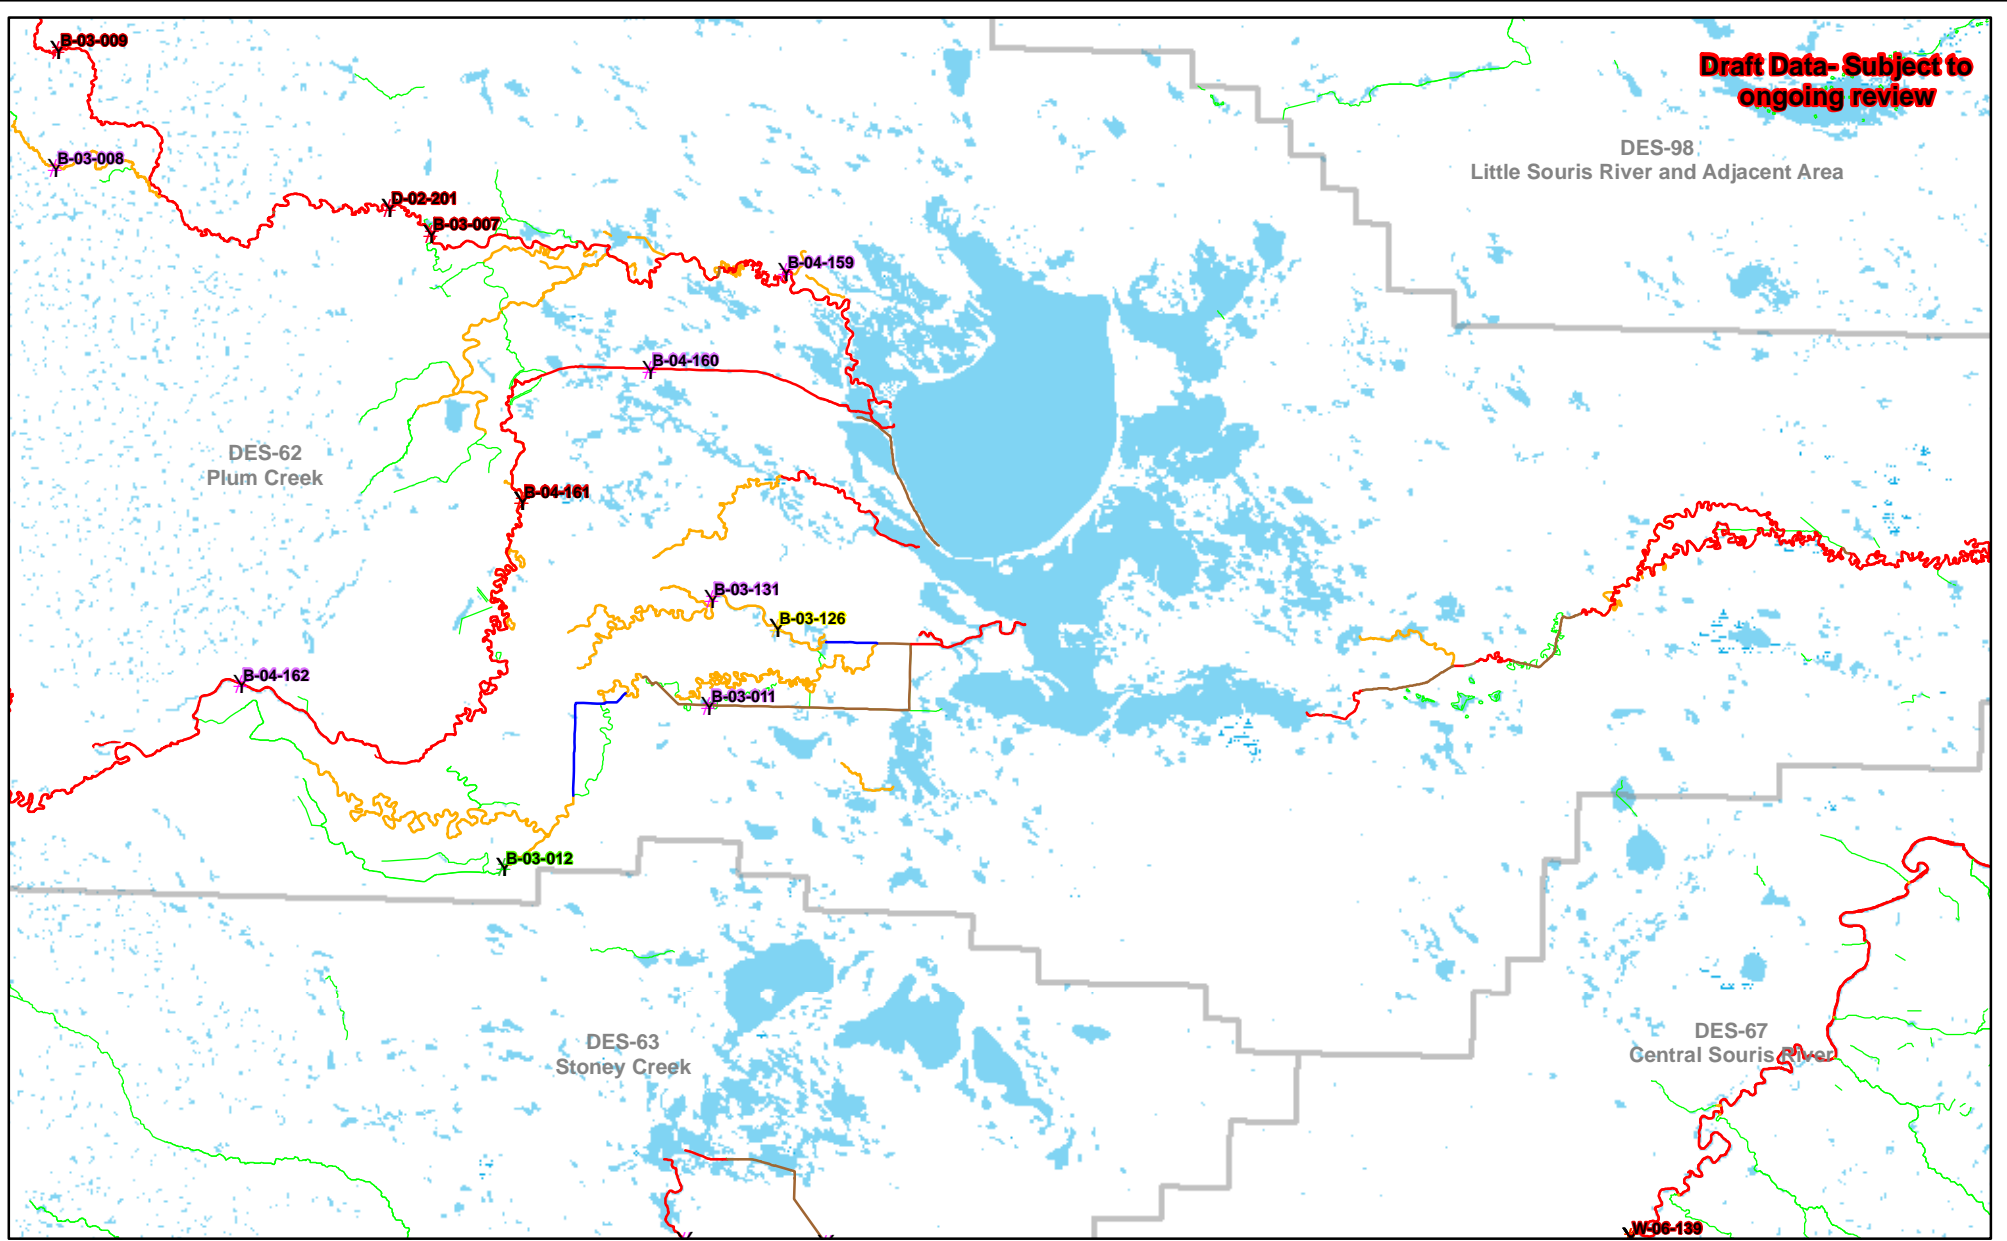 B-03-009
Draft Data- Subject to
ongoing review
B-03-008
DES-98
Little Souris River and Adjacent Area
D-02-201
B-03-007
B-04-159
B-04-160
DES-62
Plum Creek
B-04-161
B-03-131
B-03-126
B-04-162
B-03-011
B-03-012
DES-63
Stoney Creek
DES-67
Central Souris River
W-06-139